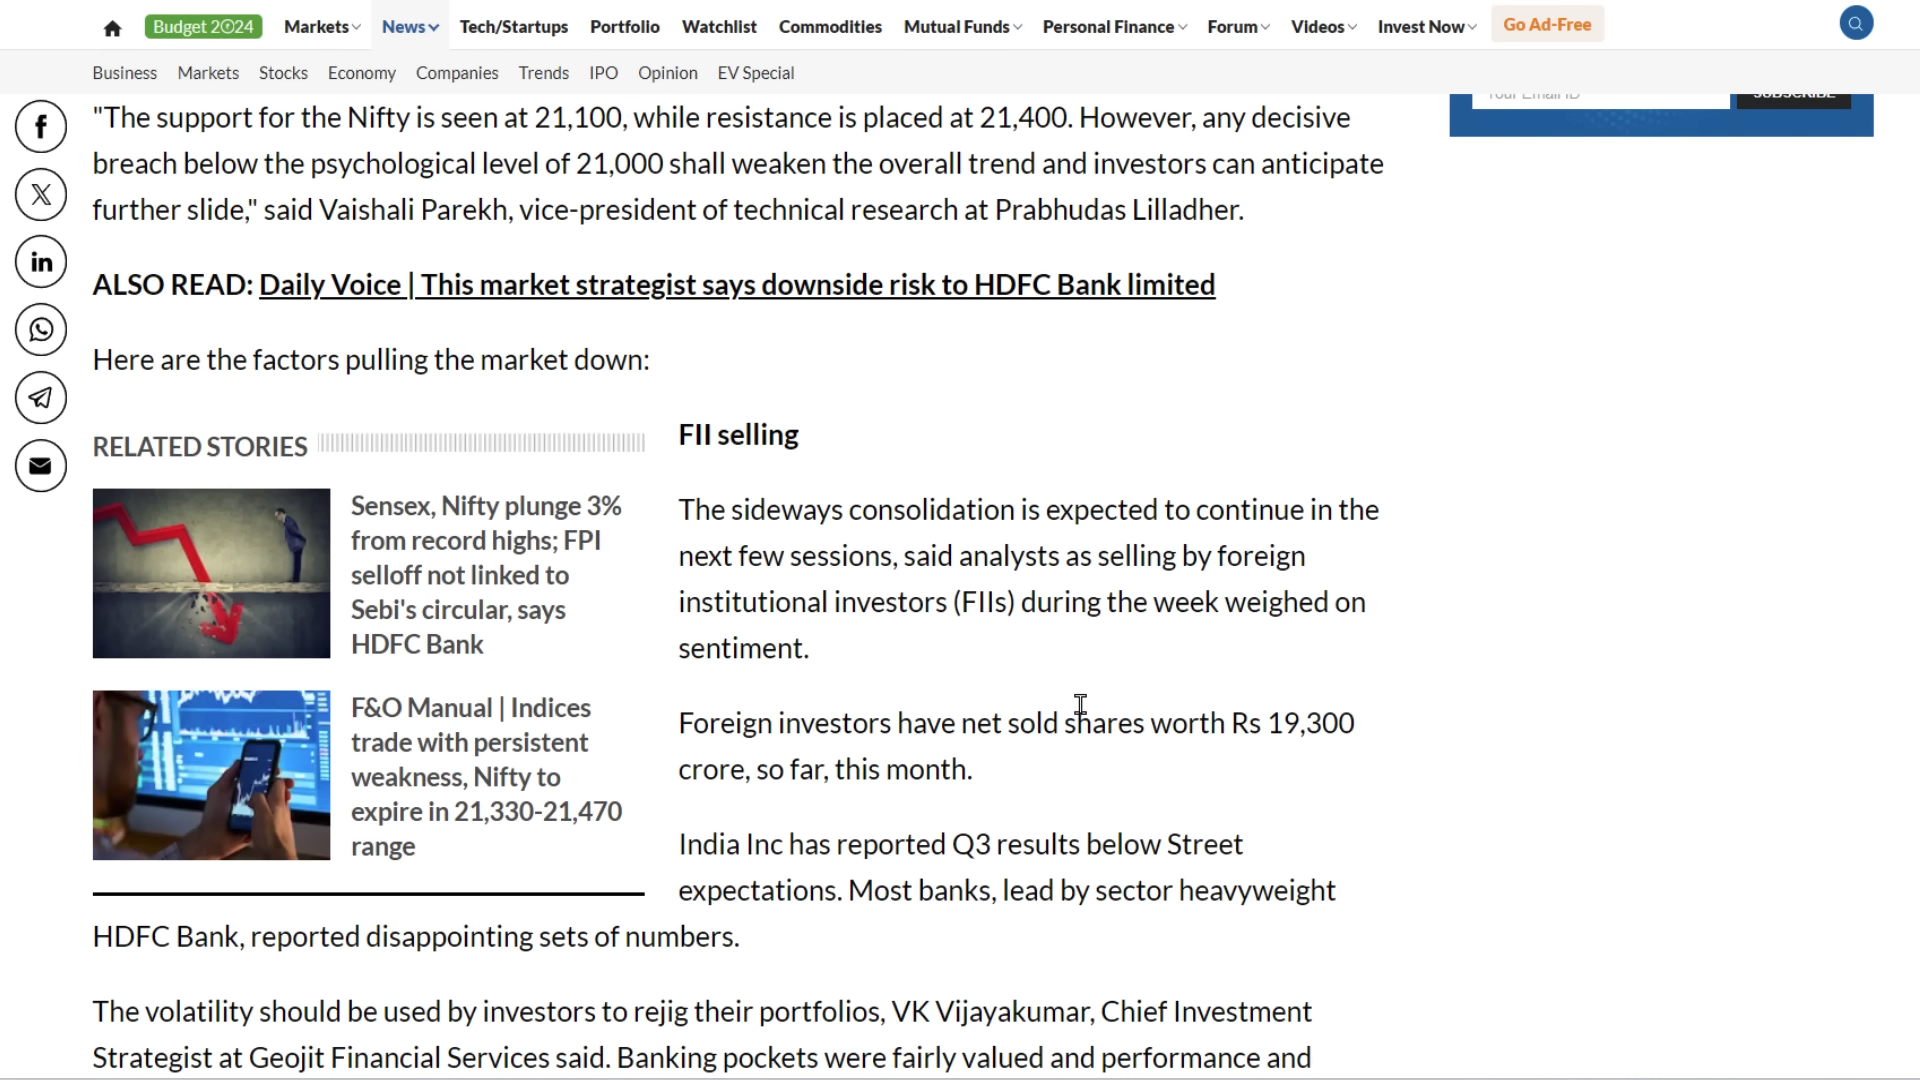 Budget 2024 Markets News Tech/Startups Portfolio Watchlist Commodities Mutual Funds Personal Finance Forum Videos Invest Now Go Ad-Free
Business Markets Stocks Economy Companies Trends IPO Opinion EV Special
Your Email ID SUBSCRIBE
"The support for the Nifty is seen at 21,100, while resistance is placed at 21,400. However, any decisive
breach below the psychological level of 21,000 shall weaken the overall trend and investors can anticipate
further slide," said Vaishali Parekh, vice-president of technical research at Prabhudas Lilladher.
ALSO READ: Daily Voice | This market strategist says downside risk to HDFC Bank limited
Here are the factors pulling the market down:
RELATED STORIES
Sensex, Nifty plunge 3%
from record highs; FPI
selloff not linked to
Sebi's circular, says
HDFC Bank
F&O Manual | Indices
trade with persistent
weakness, Nifty to
expire in 21,330-21,470
range
FII selling
The sideways consolidation is expected to continue in the
next few sessions, said analysts as selling by foreign
institutional investors (FIIs) during the week weighed on
sentiment.
Foreign investors have net sold shares worth Rs 19,300
crore, so far, this month.
India Inc has reported Q3 results below Street
expectations. Most banks, lead by sector heavyweight
HDFC Bank, reported disappointing sets of numbers.
The volatility should be used by investors to rejig their portfolios, VK Vijayakumar, Chief Investment
Strategist at Geojit Financial Services said. Banking pockets were fairly valued and performance and